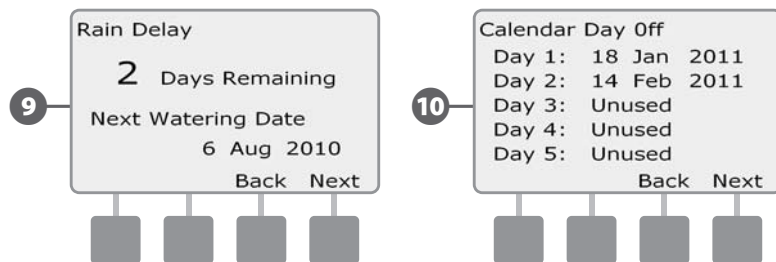 9
Rain Delay
2 Days Remaining
Next Watering Date
6 Aug 2010
Back Next
10
Calendar Day Off
Day 1: 18 Jan 2011
Day 2: 14 Feb 2011
Day 3: Unused
Day 4: Unused
Day 5: Unused
Back Next